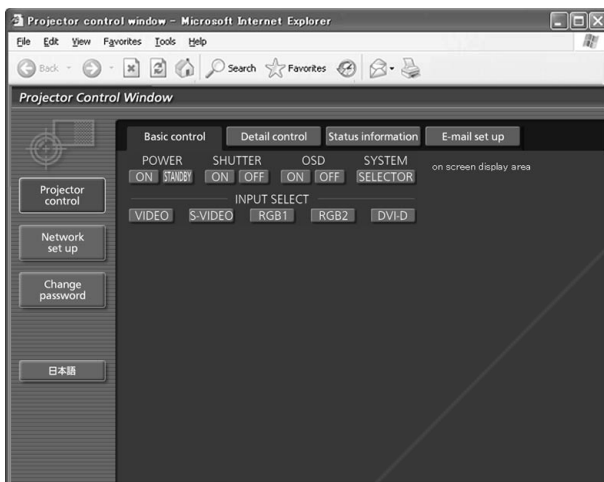 Projector control window - Microsoft Internet Explorer
File Edit View Favorites Tools Help
Back Search Favorites
Projector Control Window
Basic control Detail control Status information E-mail set up
POWER SHUTTER OSD SYSTEM
ON STANDBY ON OFF ON OFF SELECTOR
on screen display area
INPUT SELECT
VIDEO S-VIDEO RGB1 RGB2 DVI-D
Projector
control
Network
set up
Change
password
日本語